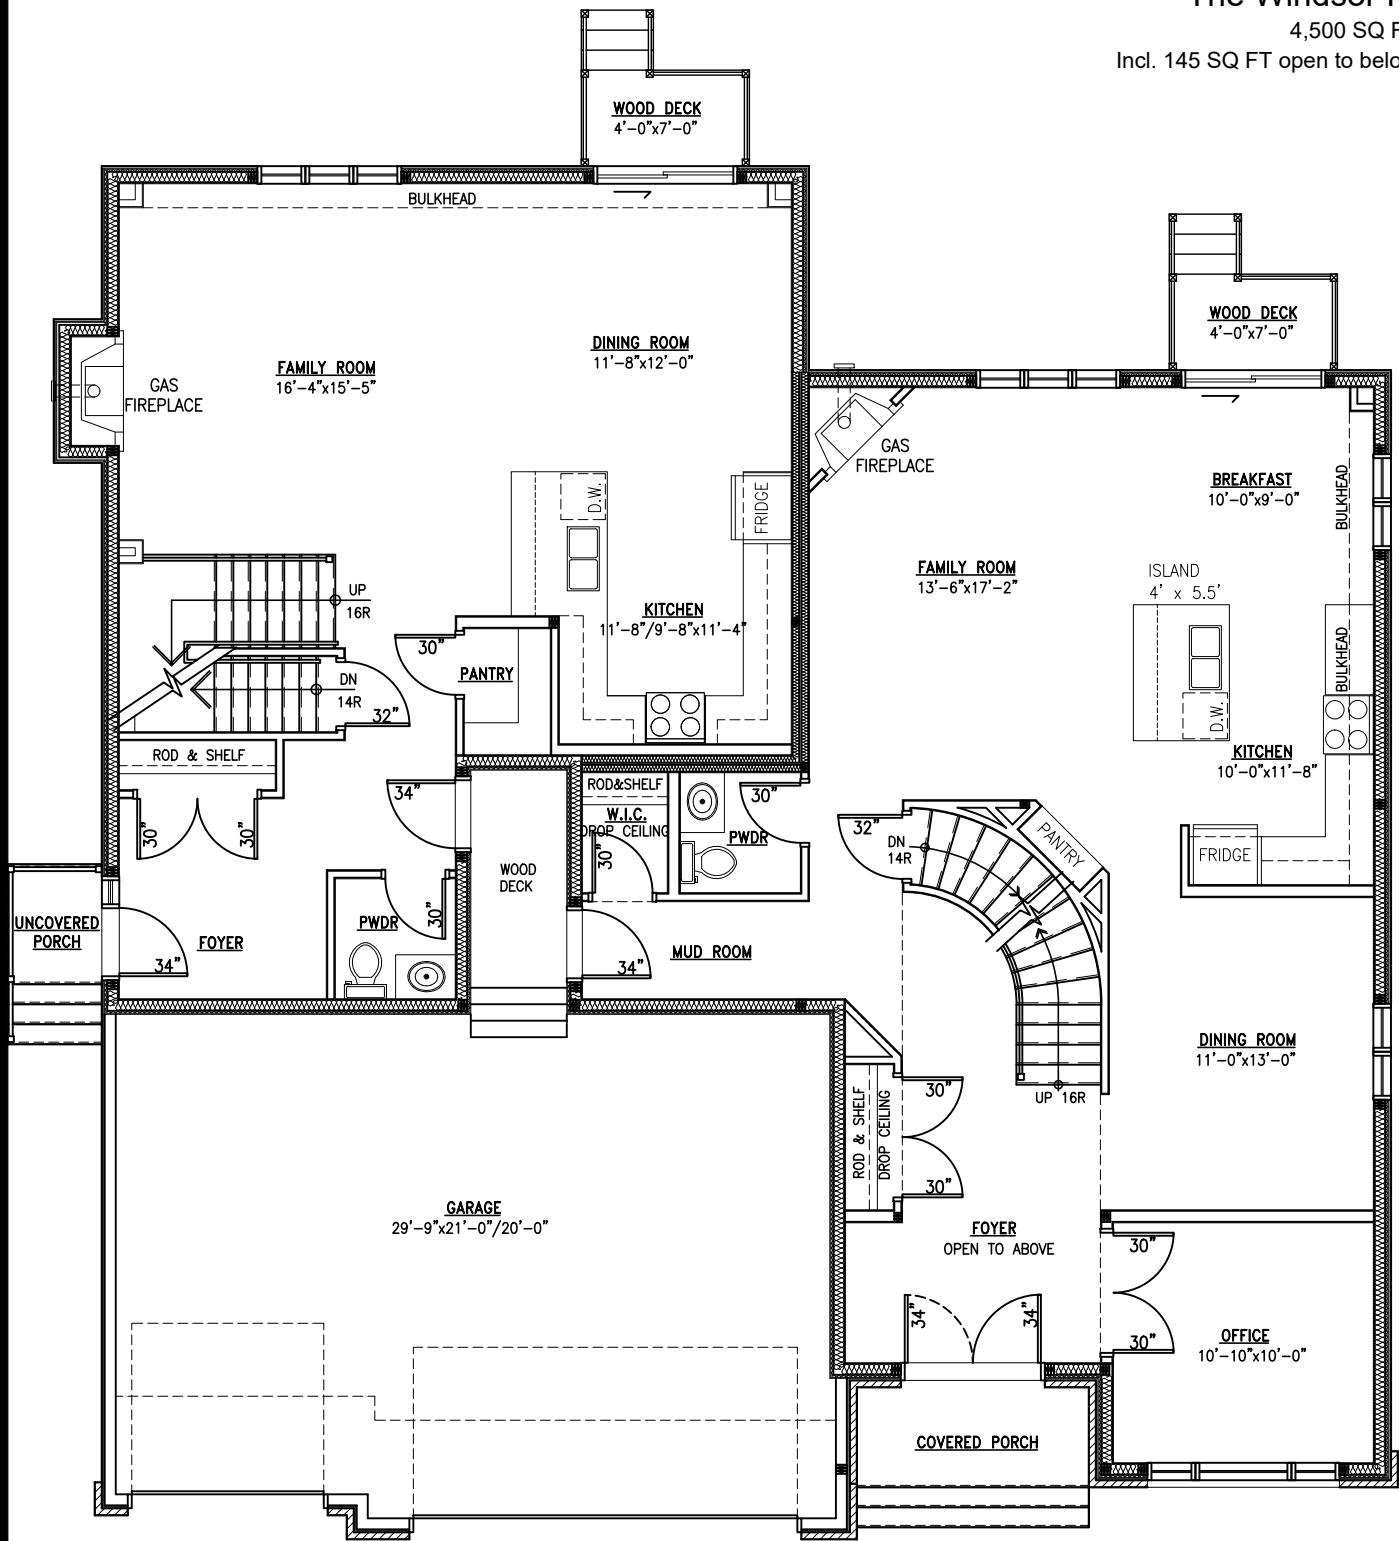 The Windsor
4,500 SQ F
Incl. 145 SQ FT open to belo
WOOD DECK
4'-0"x7'-0"
BULKHEAD
WOOD DECK
4'-0"x7'-0"
DINING ROOM
11'-8"x12'-0"
FAMILY ROOM
16'-4"x15'-5"
GAS
FIREPLACE
GAS
FIREPLACE
BREAKFAST
10'-0"x9'-0"
BULKHEAD
D.W.
FRIDGE
FAMILY ROOM
13'-6"x17'-2"
ISLAND
4' x 5.5'
UP
16R
KITCHEN
11'-8"/9'-8"x11'-4"
30"
PANTRY
BULKHEAD
DN
14R
32"
D.W.
KITCHEN
10'-0"x11'-8"
ROD & SHELF
34"
ROD&SHELF
W.I.C.
DROP CEILING
30"
30"
30"
30"
PWDR
32"
DN
14R
PANTRY
FRIDGE
WOOD
DECK
UNCOVERED
PORCH
FOYER
34"
PWDR
30"
34"
MUD ROOM
DINING ROOM
11'-0"x13'-0"
UP 16R
ROD & SHELF
DROP CEILING
30"
30"
GARAGE
29'-9"x21'-0"/20'-0"
FOYER
OPEN TO ABOVE
30"
30"
34"
34"
OFFICE
10'-10"x10'-0"
COVERED PORCH